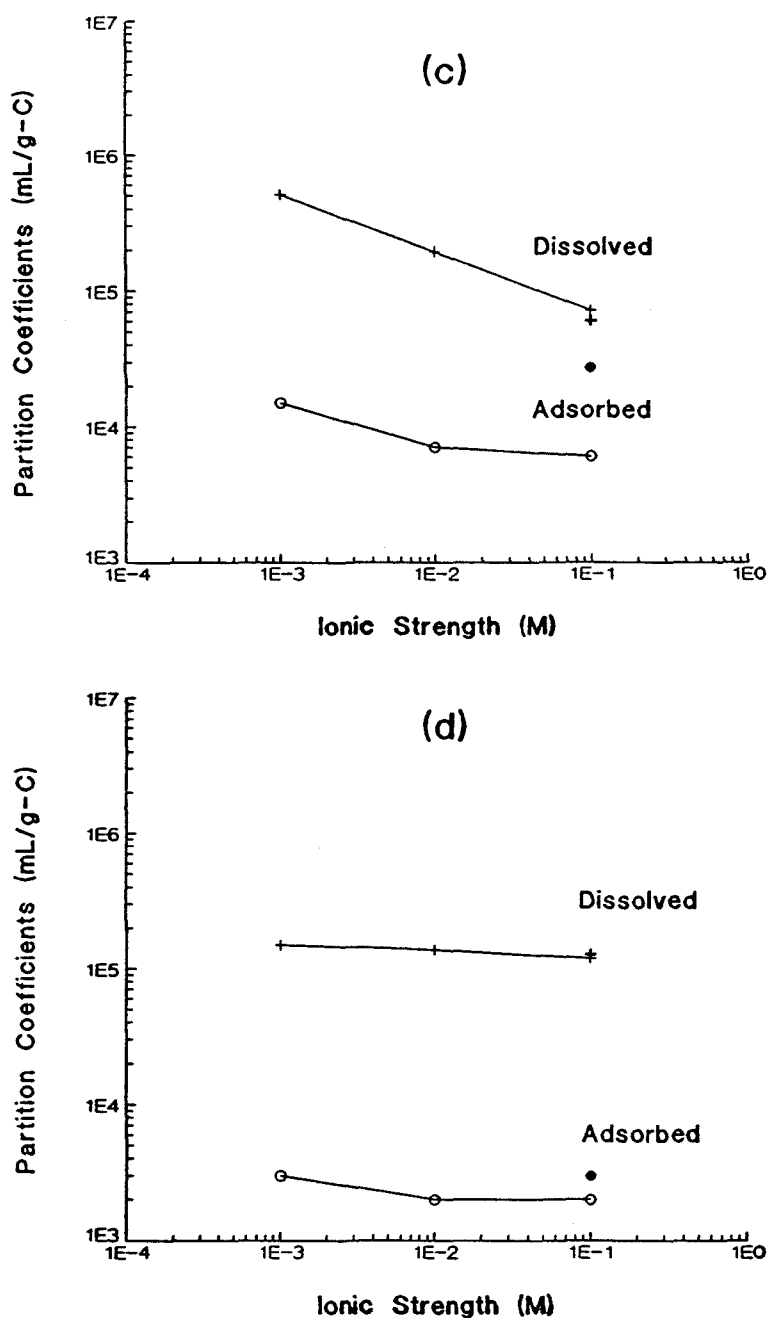 (c)
Partition Coefficients (mL/g-C)
1E7
1E6
1E5
1E4
1E3
Dissolved
Adsorbed
1E-4
1E-3
1E-2
1E-1
1E0
Ionic Strength (M)
(d)
Partition Coefficients (mL/g-C)
1E7
1E6
1E5
1E4
1E3
Dissolved
Adsorbed
1E-4
1E-3
1E-2
1E-1
1E0
Ionic Strength (M)